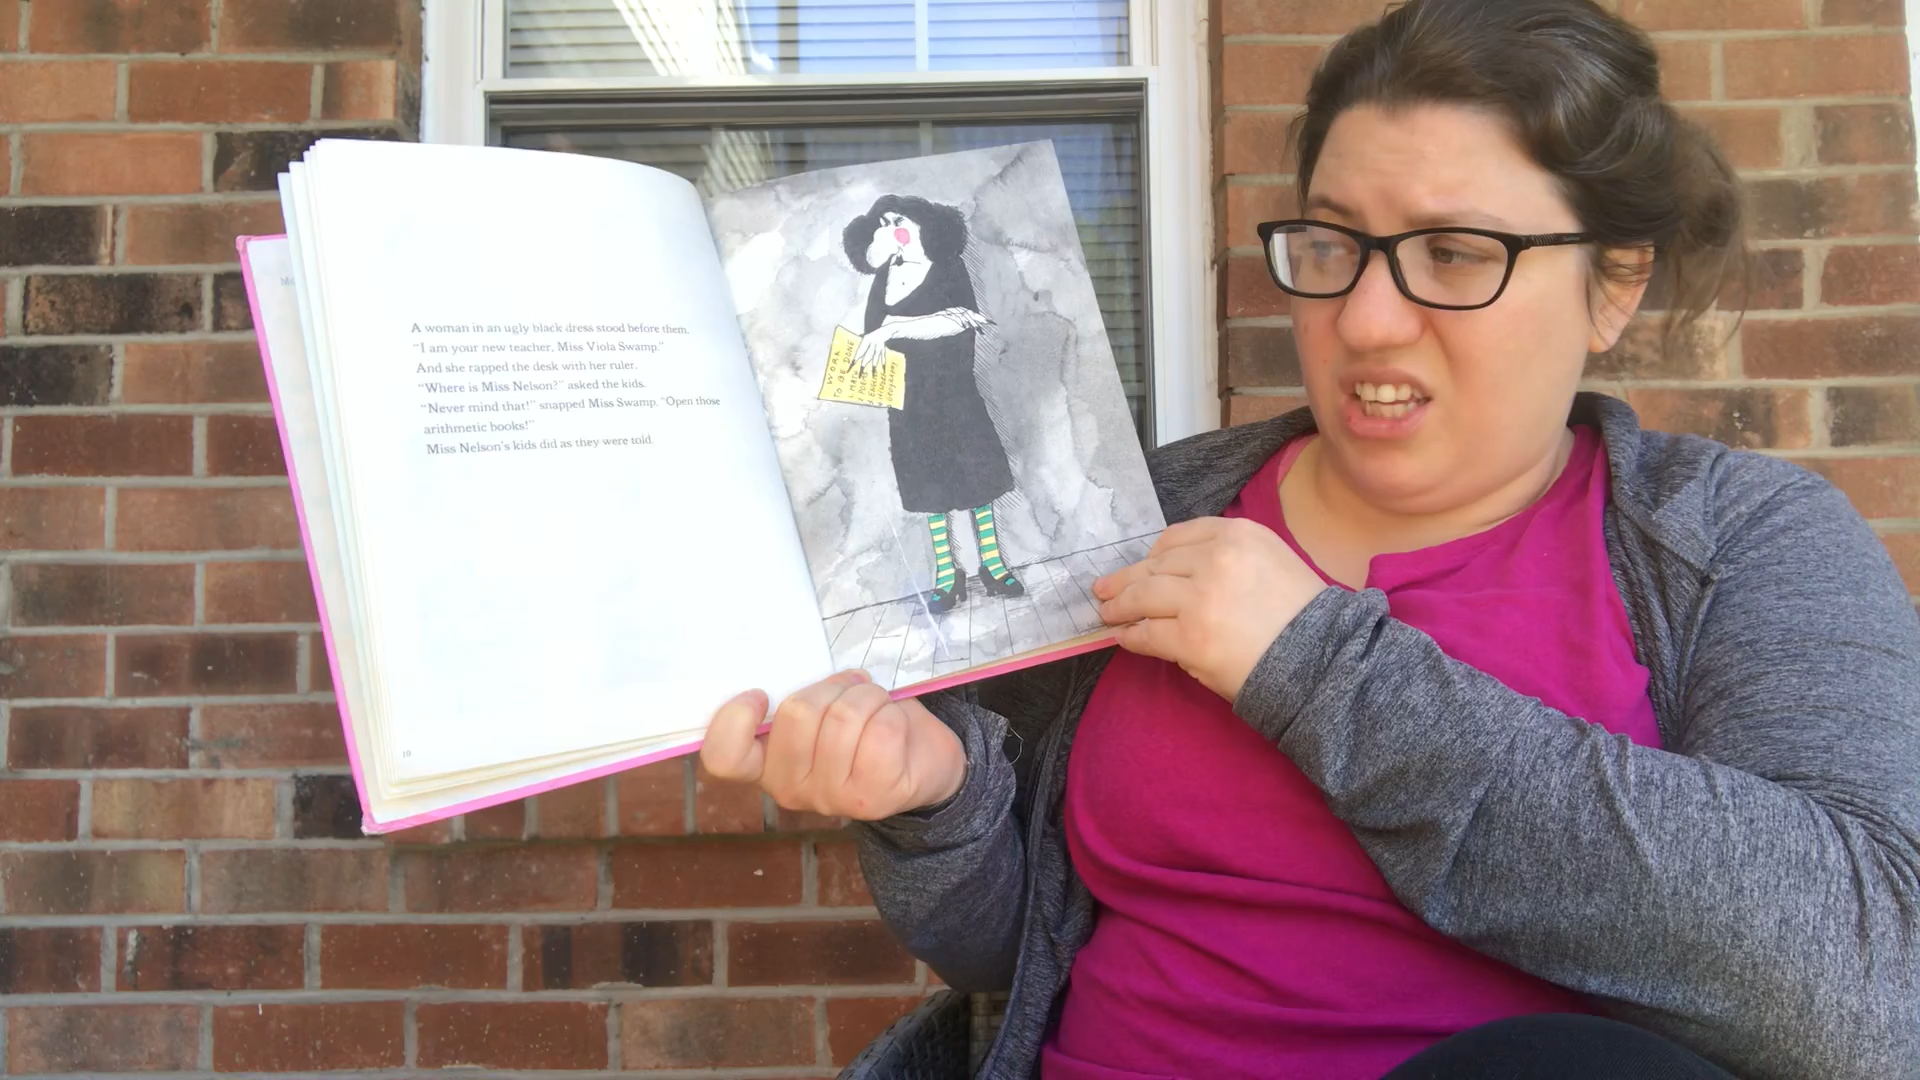 A woman in an ugly black dress stood before them.
"I am your new teacher, Miss Viola Swamp."
And she rapped the desk with her ruler.
"Where is Miss Nelson?" asked the kids.
"Never mind that!" snapped Miss Swamp. "Open those
arithmetic books!"
Miss Nelson's kids did as they were told.
10
WORK
TO BE DONE
1. MATH